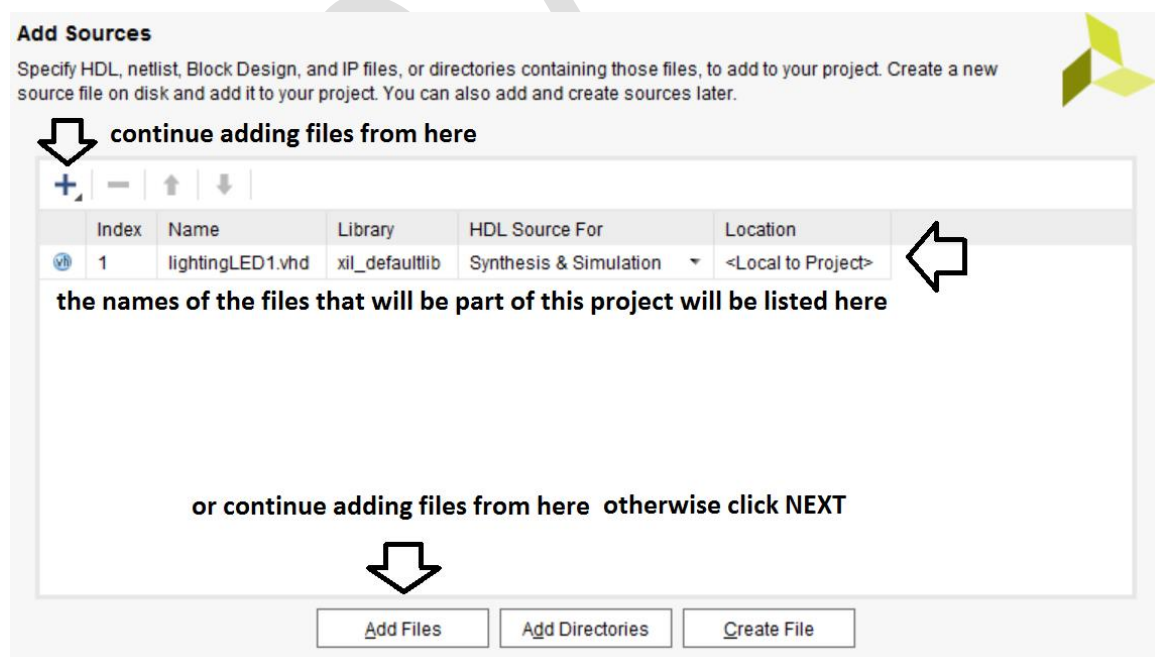 Add Sources
Specify HDL, netlist, Block Design, and IP files, or directories containing those files, to add to your project. Create a new
source file on disk and add it to your project. You can also add and create sources later.
continue adding files from here
Index Name Library HDL Source For Location
vh 1 lightingLED1.vhd xil_defaultlib Synthesis & Simulation <Local to Project>
the names of the files that will be part of this project will be listed here
or continue adding files from here otherwise click NEXT
Add Files Add Directories Create File